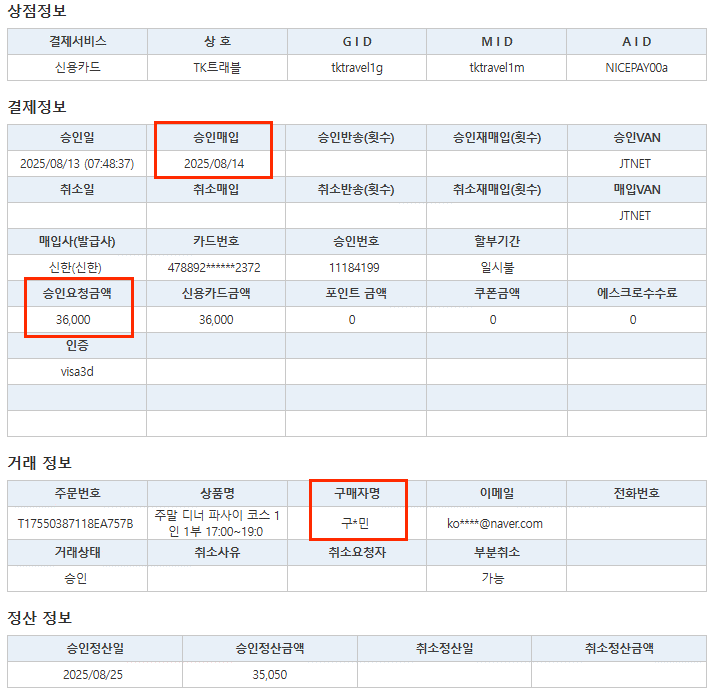 상점정보
결제서비스 상 호 G I D M I D A I D
신용카드 TK트래블 tktravel1g tktravel1m NICEPAY00a
결제정보
승인일 승인매입 승인반송(횟수) 승인재매입(횟수) 승인VAN
2025/08/13 (07:48:37) 2025/08/14 JTNET
취소일 취소매입 취소반송(횟수) 취소재매입(횟수) 매입VAN
JTNET
매입사(발급사) 카드번호 승인번호 할부기간
신한(신한) 478892******2372 11184199 일시불
승인요청금액 신용카드금액 포인트 금액 쿠폰금액 에스크로수수료
36,000 36,000 0 0 0
인증
visa3d
거래 정보
주문번호 상품명 구매자명 이메일 전화번호
T17550387118EA757B 주말 디너 파사이 코스 1 구*민 ko****@naver.com
인 1부 17:00~19:0
거래상태 취소사유 취소요청자 부분취소
승인 가능
정산 정보
승인정산일 승인정산금액 취소정산일 취소정산금액
2025/08/25 35,050